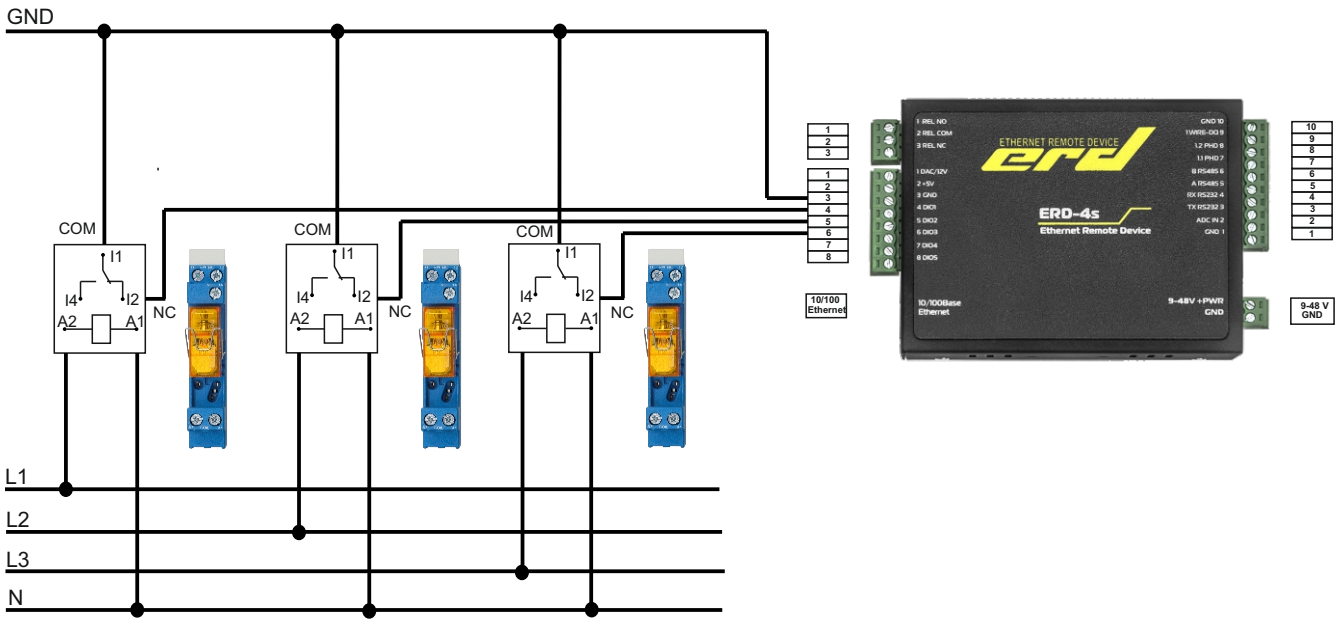 GND
1
2
3
1
2
3
4
5
6
7
8
10/100
Ethernet
1 REL NO
2 REL COM
3 REL NC
1 DAC/12V
2 +5V
3 GND
4 DIO1
5 DIO2
6 DIO3
7 DIO4
8 DIO5
10/100Base
Ethernet
ETHERNET REMOTE DEVICE
erd
ERD-4s
Ethernet Remote Device
GND 10
1WIRE-DQ 9
1.2 PHD 8
1.1 PHD 7
B RS485 6
A RS485 5
RX RS232 4
TX RS232 3
ADC IN 2
GND 1
9-48V +PWR
GND
10
9
8
7
6
5
4
3
2
1
9-48 V
GND
COM
I1
I4
I2
NC
A2
A1
COM
I1
I4
I2
NC
A2
A1
COM
I1
I4
I2
NC
A2
A1
L1
L2
L3
N